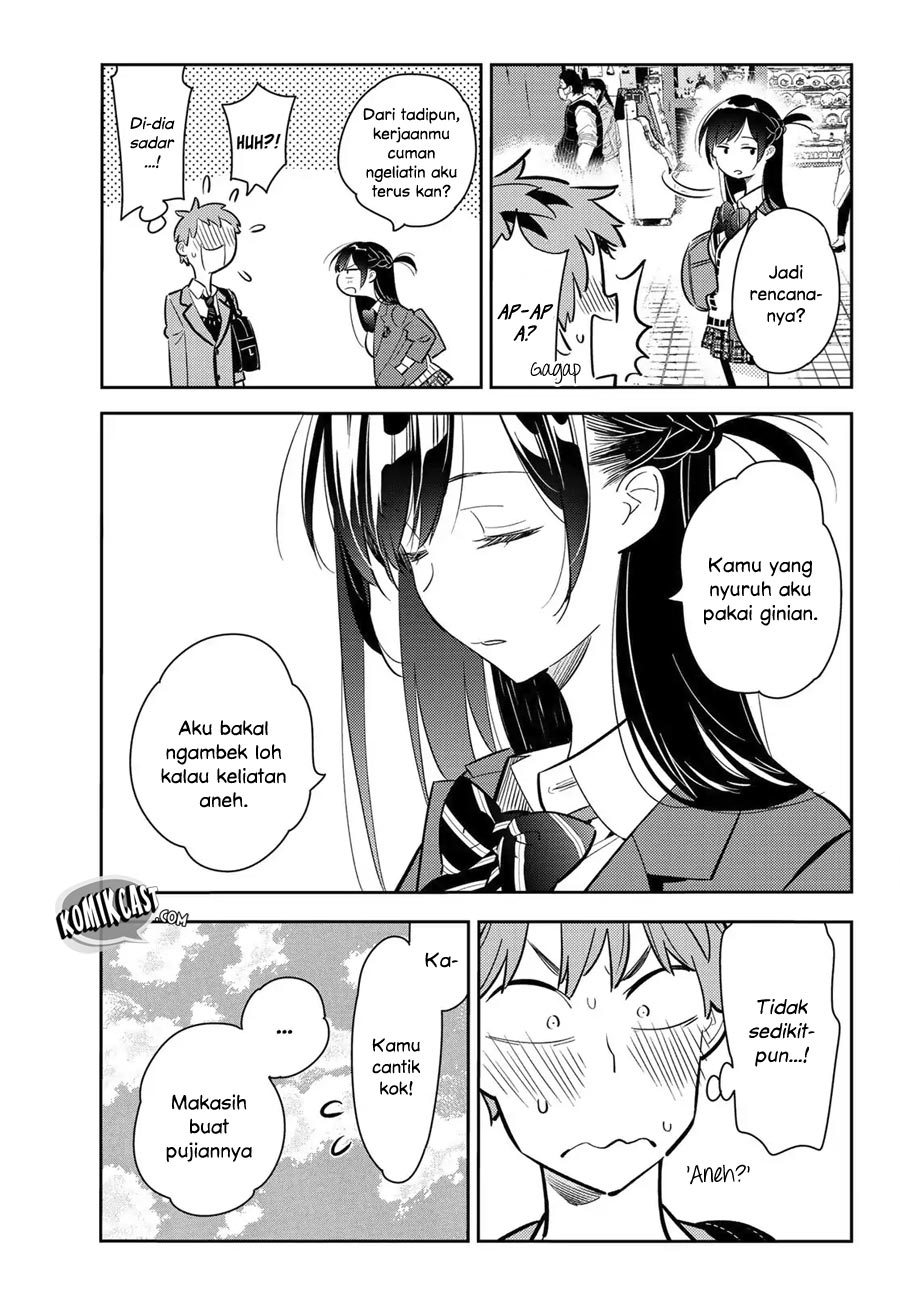 Jadi
rencana-
nya?
AP-AP
A?
Gagap
Dari tadipun,
kerjaanmu
cuman
ngeliatin aku
terus kan?
HUH?!
Di-dia
sadar
...!
Kamu yang
nyuruh aku
pakai ginian.
Aku bakal
ngambek loh
kalau keliatan
aneh.
KOMIKCAST
.COM
Tidak
sedikit-
pun...!
'Aneh?'
Ka-
Kamu
cantik
kok!
...
Makasih
buat
pujiannya